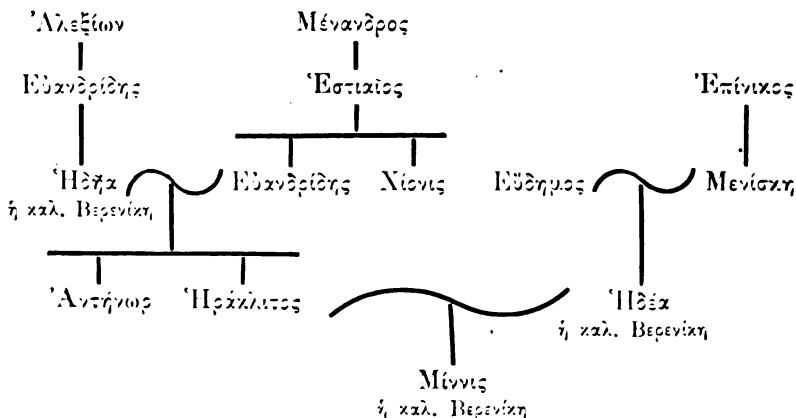 Ἀλεξίων Μένανδρος
Εὐανδρίδης Ἑστιαῖος Ἐπίνικος
Ἡδῆα Εὐανδρίδης Χίονις Εὔδημος Μενίσκη
ἡ καλ. Βερενίκη
Ἀντήνωρ Ἡράκλιτος Ἡδέα
ἡ καλ. Βερενίκη
Μίννις
ἡ καλ. Βερενίκη